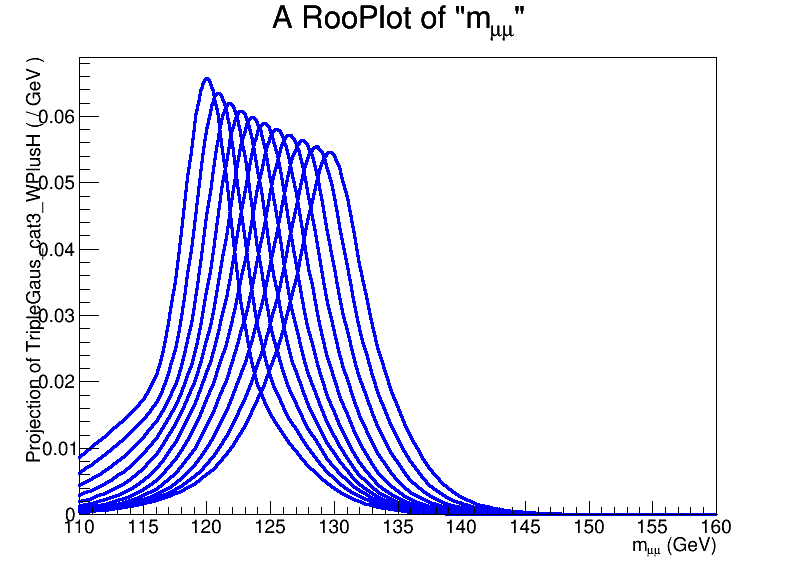 A RooPlot of "mμμ"
Projection of TripleGaus_cat3_WPlusH ( / GeV )
0.06
0.05
0.04
0.03
0.02
0.01
0
110 115 120 125 130 135 140 145 150 155 160
mμμ (GeV)